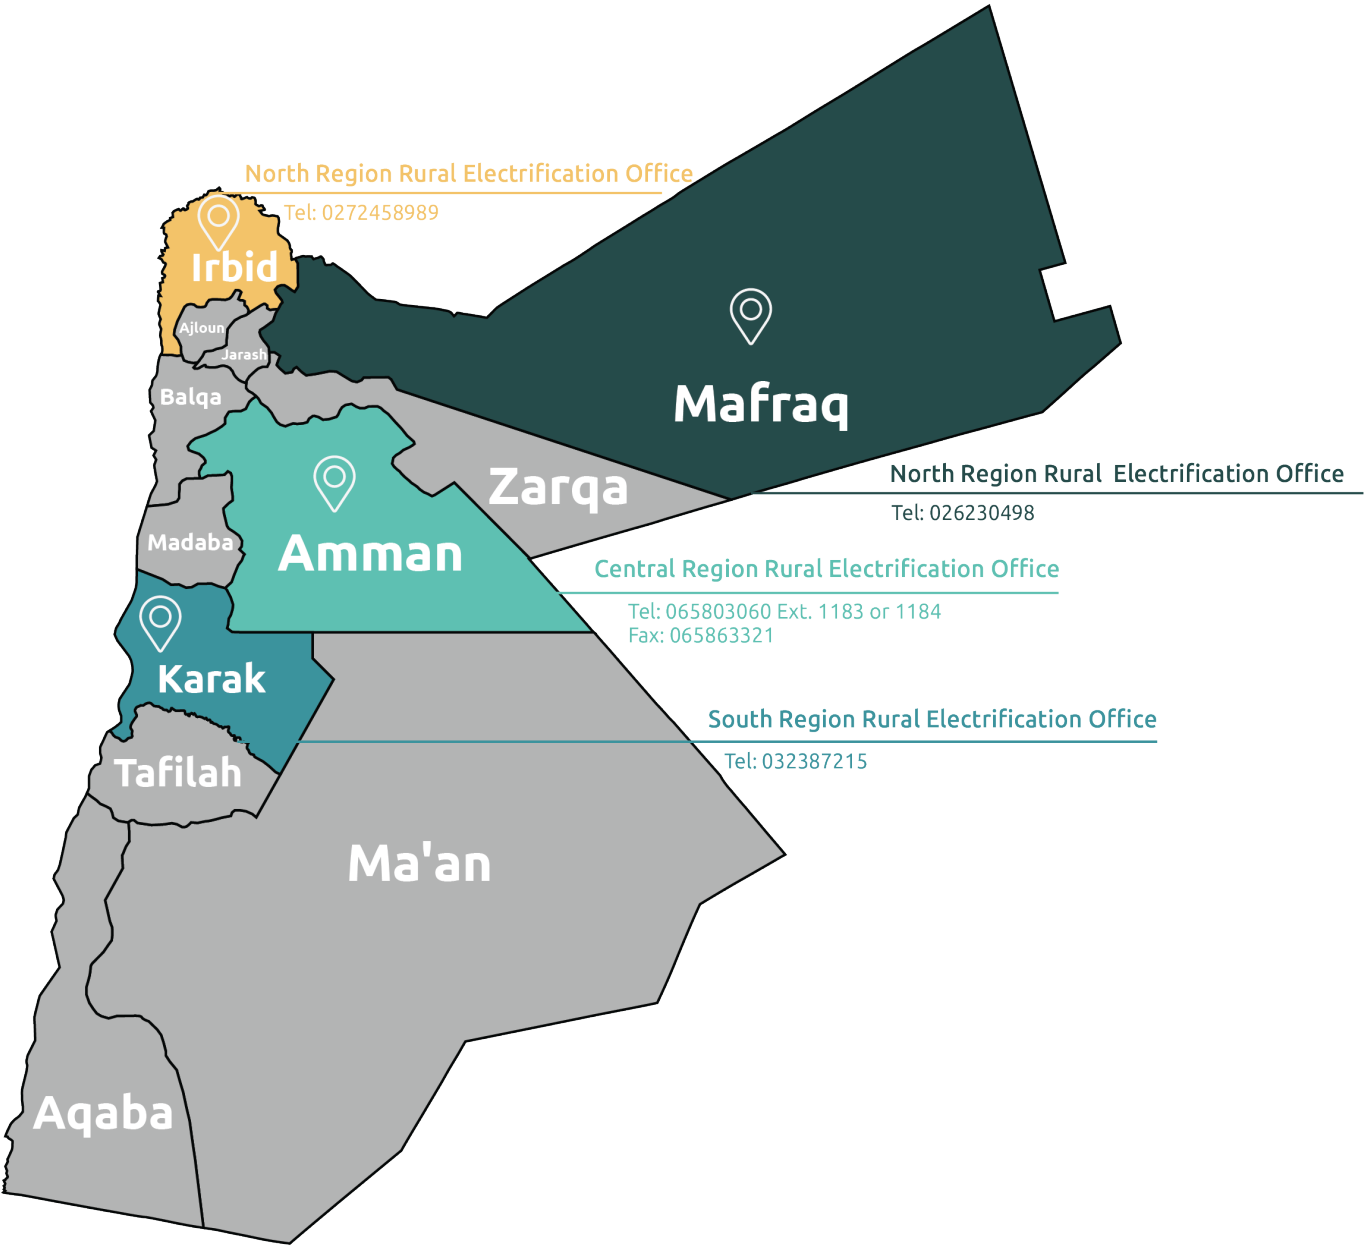 North Region Rural Electrification Office
Tel: 0272458989
Irbid
Ajloun
Jarash
Balqa
Mafraq
Zarqa
North Region Rural Electrification Office
Tel: 026230498
Madaba
Amman
Central Region Rural Electrification Office
Tel: 065803060 Ext. 1183 or 1184
Fax: 065863321
Karak
South Region Rural Electrification Office
Tel: 032387215
Tafilah
Ma'an
Aqaba